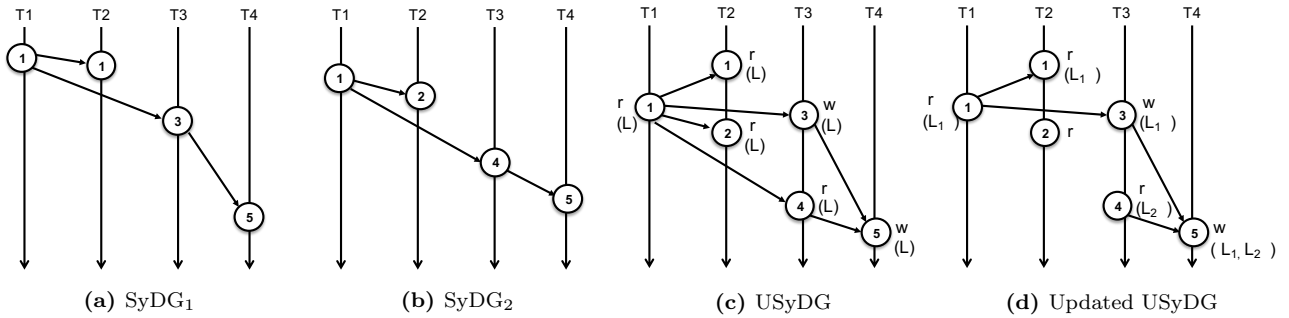 T1 T2 T3 T4
1 1
3
5
(a) SyDG1
T1 T2 T3 T4
1 2
4
5
(b) SyDG2
T1 T2 T3 T4
1 r
(L)
r
(L) 1
3 w
(L)
2 r
(L)
4 r
(L)
5 w
(L)
(c) USyDG
T1 T2 T3 T4
1 r
(L1 )
r
(L1 ) 1
3 w
(L1 )
2 r
4 r
(L2 )
5 w
( L1, L2 )
(d) Updated USyDG